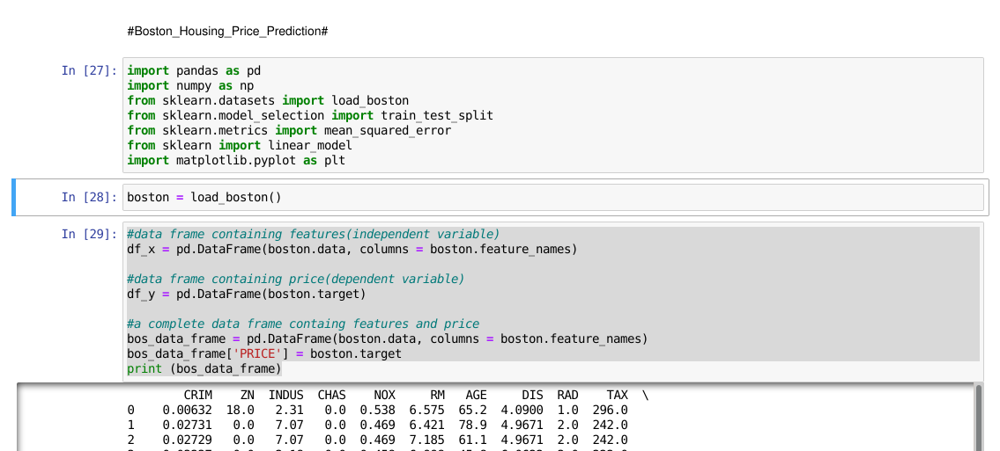 #Boston_Housing_Price_Prediction#
In [27]: import pandas as pd
import numpy as np
from sklearn.datasets import load_boston
from sklearn.model_selection import train_test_split
from sklearn.metrics import mean_squared_error
from sklearn import linear_model
import matplotlib.pyplot as plt
In [28]: boston = load_boston()
In [29]: #data frame containing features(independent variable)
df_x = pd.DataFrame(boston.data, columns = boston.feature_names)
#data frame containing price(dependent variable)
df_y = pd.DataFrame(boston.target)
#a complete data frame containg features and price
bos_data_frame = pd.DataFrame(boston.data, columns = boston.feature_names)
bos_data_frame['PRICE'] = boston.target
print (bos_data_frame)
CRIM ZN INDUS CHAS NOX RM AGE DIS RAD TAX \
0 0.00632 18.0 2.31 0.0 0.538 6.575 65.2 4.0900 1.0 296.0
1 0.02731 0.0 7.07 0.0 0.469 6.421 78.9 4.9671 2.0 242.0
2 0.02729 0.0 7.07 0.0 0.469 7.185 61.1 4.9671 2.0 242.0